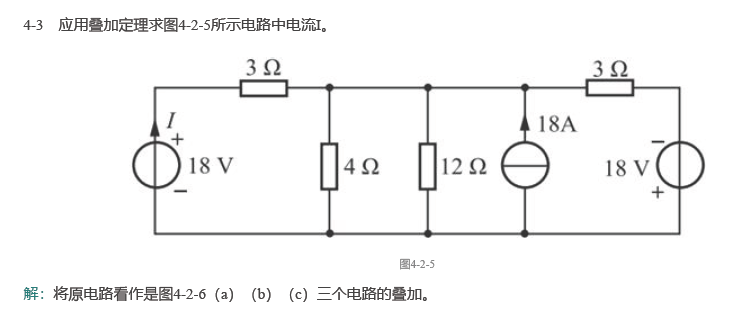 4-3 应用叠加定理求图4-2-5所示电路中电流I。
3 Ω
3 Ω
I
18A
+
−
18 V
4 Ω
12 Ω
18 V
−
+
图4-2-5
解：将原电路看作是图4-2-6（a）（b）（c）三个电路的叠加。